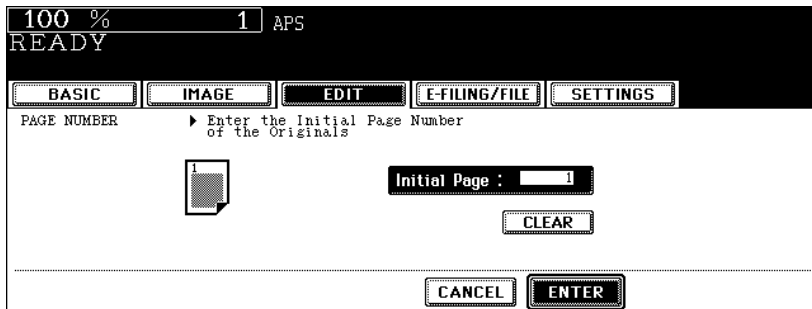 100 % 1 APS
READY
BASIC IMAGE EDIT E-FILING/FILE SETTINGS
PAGE NUMBER ▶ Enter the Initial Page Number
of the Originals
1
Initial Page : 1
CLEAR
CANCEL ENTER